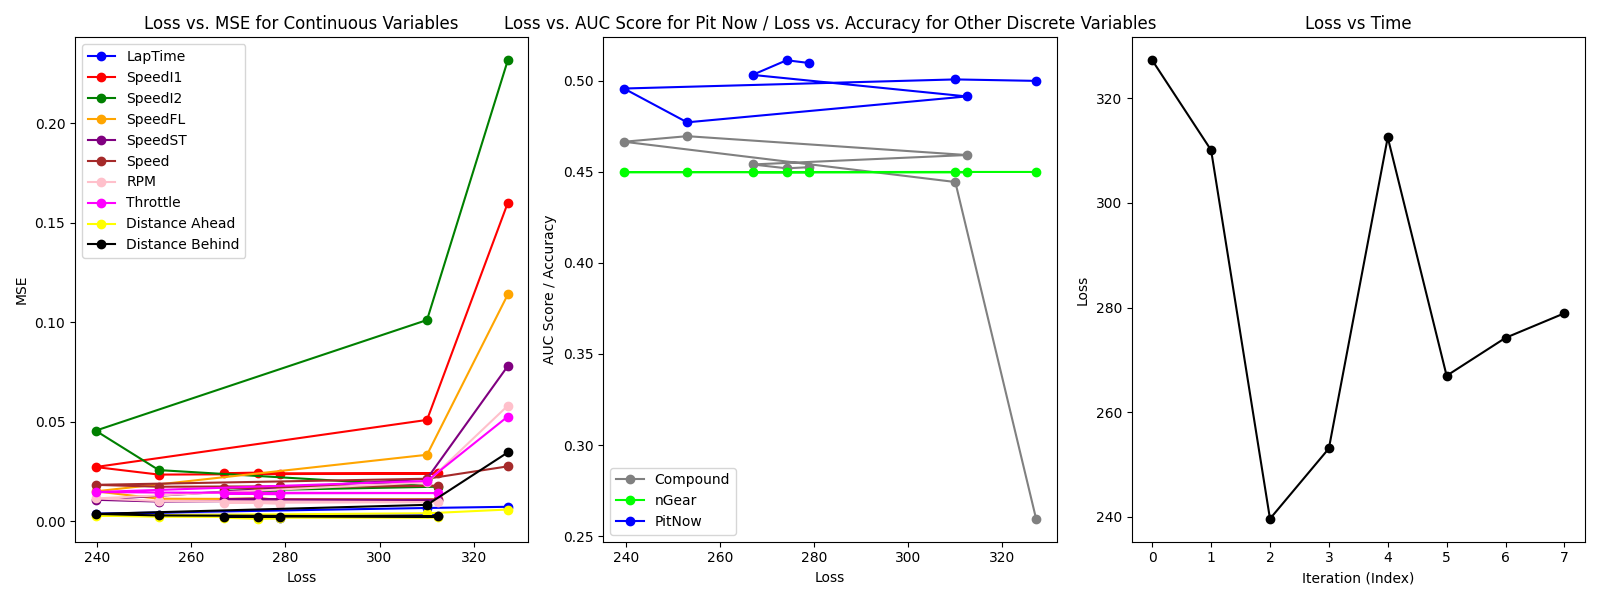 Loss vs. MSE for Continuous Variables
MSE
0.20
0.15
0.10
0.05
0.00
LapTime
SpeedI1
SpeedI2
SpeedFL
SpeedST
Speed
RPM
Throttle
Distance Ahead
Distance Behind
240
260
280
300
320
Loss
Loss vs. AUC Score for Pit Now / Loss vs. Accuracy for Other Discrete Variables
AUC Score / Accuracy
0.50
0.45
0.40
0.35
0.30
0.25
Compound
nGear
PitNow
240
260
280
300
320
Loss
Loss vs Time
Loss
320
300
280
260
240
0
1
2
3
4
5
6
7
Iteration (Index)